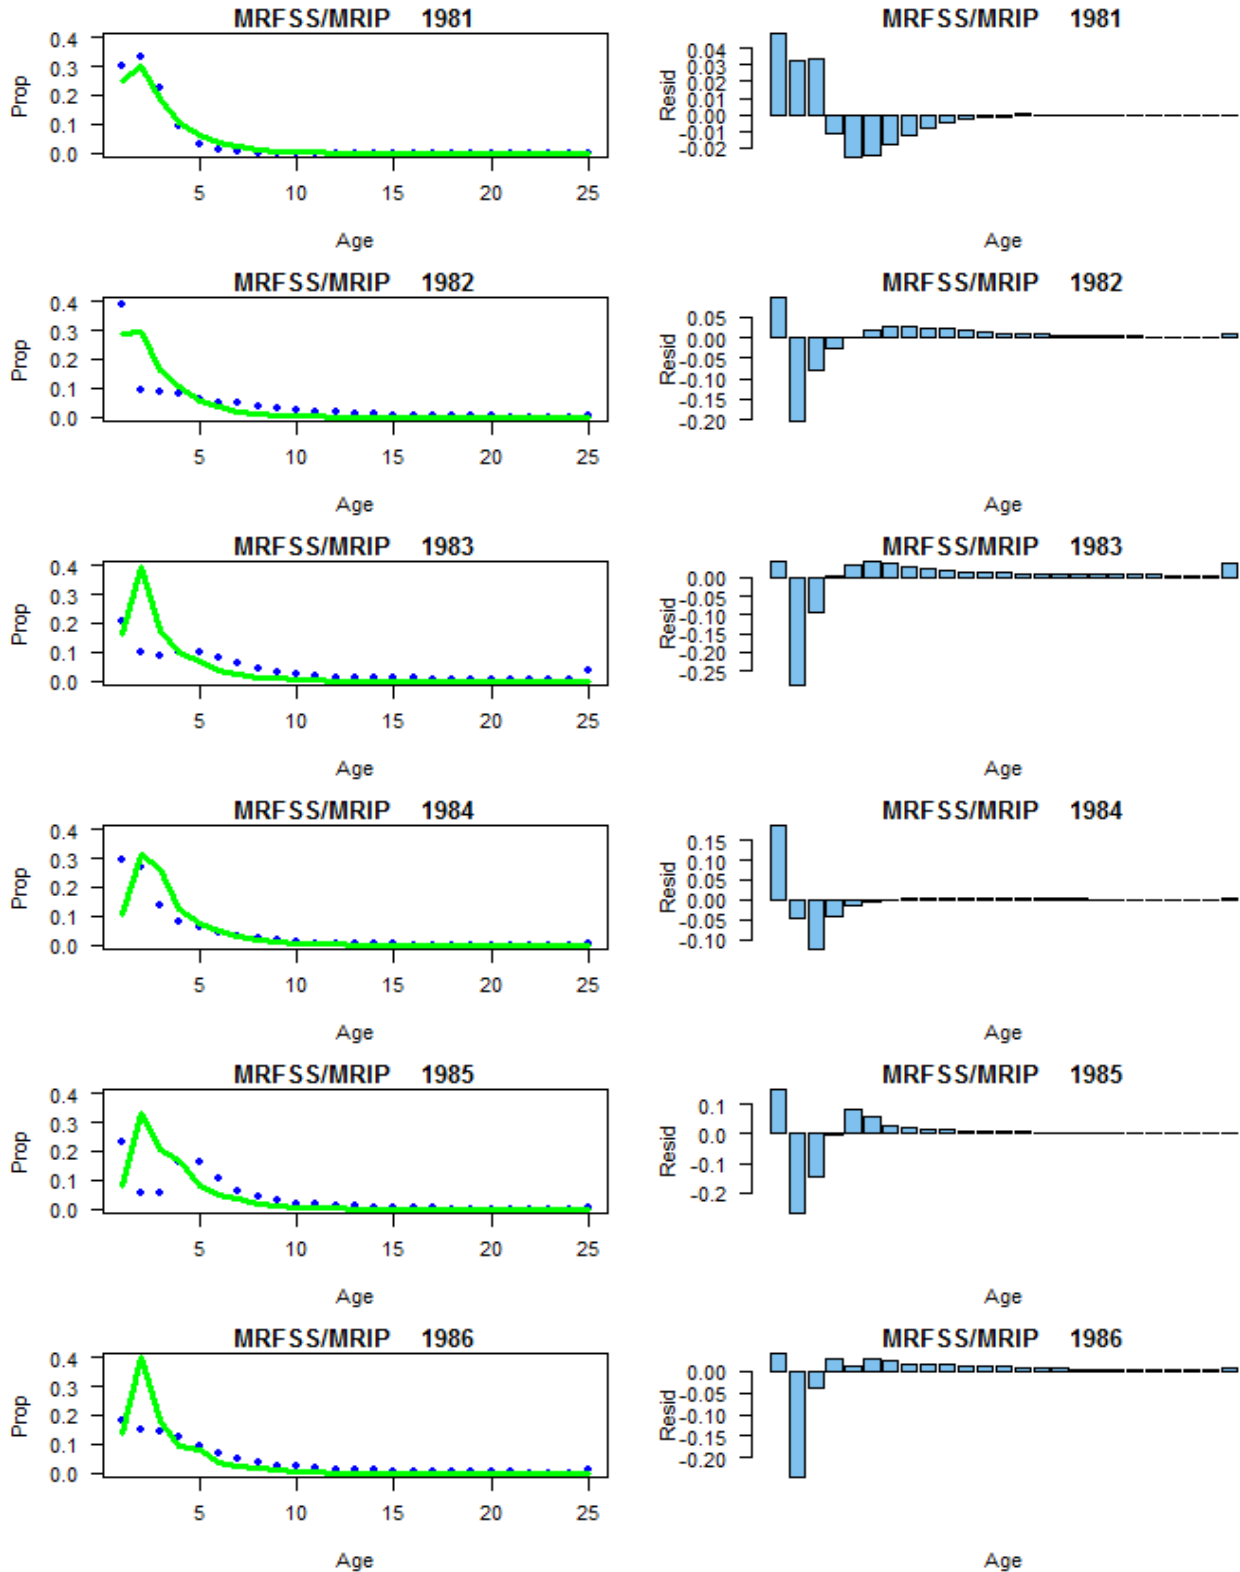 MRFSS/MRIP 1981
Prop
0.4
0.3
0.2
0.1
0.0
5 10 15 20 25
Age
MRFSS/MRIP 1981
Resid
0.04
0.03
0.02
0.01
0.00
-0.01
-0.02
Age
MRFSS/MRIP 1982
Prop
0.4
0.3
0.2
0.1
0.0
5 10 15 20 25
Age
MRFSS/MRIP 1982
Resid
0.05
0.00
-0.05
-0.10
-0.15
-0.20
Age
MRFSS/MRIP 1983
Prop
0.4
0.3
0.2
0.1
0.0
5 10 15 20 25
Age
MRFSS/MRIP 1983
Resid
0.00
-0.05
-0.10
-0.15
-0.20
-0.25
Age
MRFSS/MRIP 1984
Prop
0.4
0.3
0.2
0.1
0.0
5 10 15 20 25
Age
MRFSS/MRIP 1984
Resid
0.15
0.10
0.05
0.00
-0.05
-0.10
Age
MRFSS/MRIP 1985
Prop
0.4
0.3
0.2
0.1
0.0
5 10 15 20 25
Age
MRFSS/MRIP 1985
Resid
0.1
0.0
-0.1
-0.2
Age
MRFSS/MRIP 1986
Prop
0.4
0.3
0.2
0.1
0.0
5 10 15 20 25
Age
MRFSS/MRIP 1986
Resid
0.00
-0.05
-0.10
-0.15
-0.20
Age